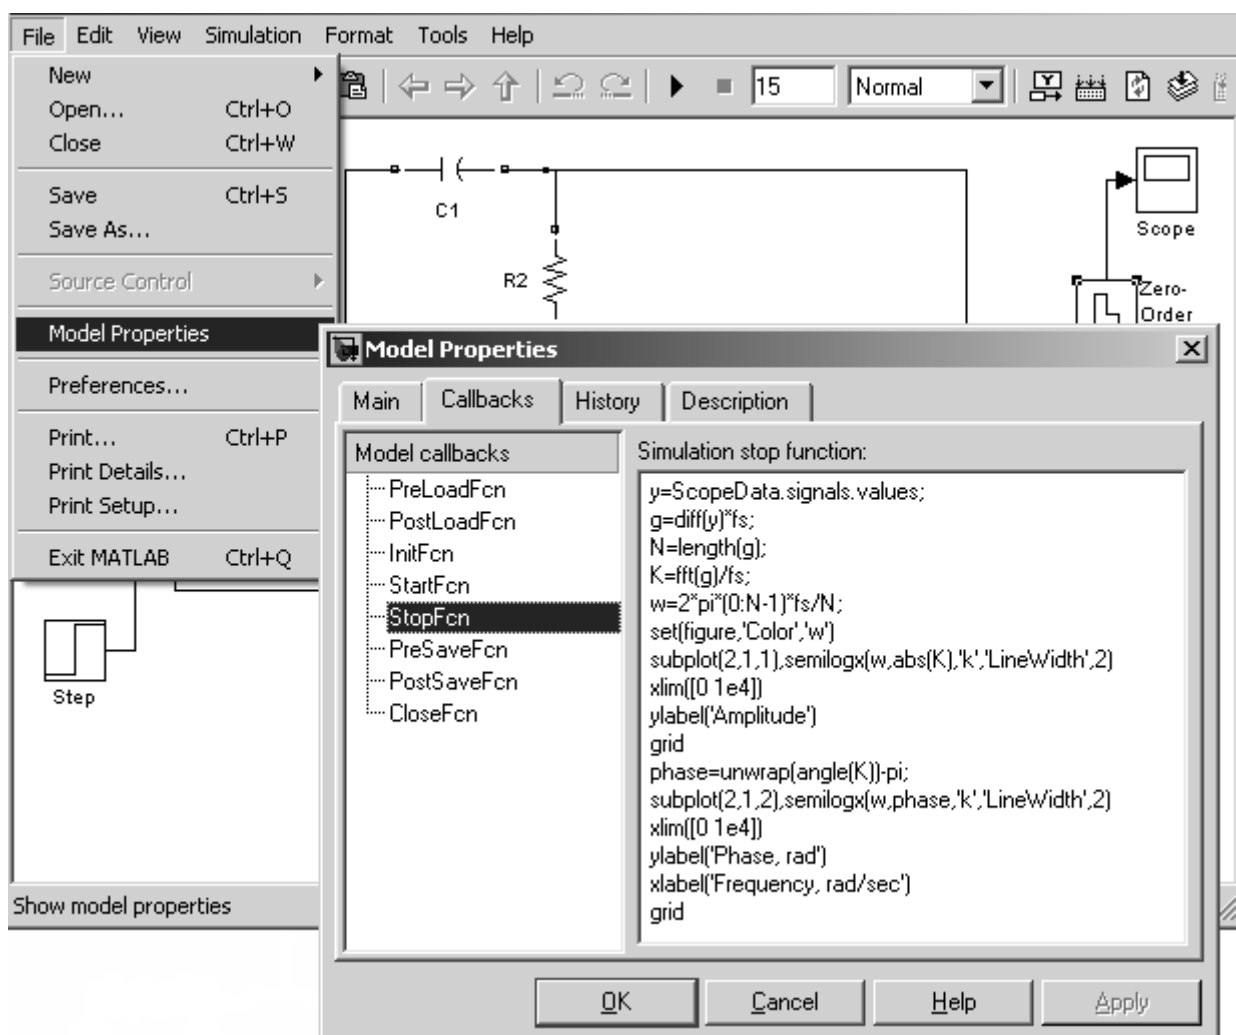 File Edit View Simulation Format Tools Help
15 Normal
New
Open... Ctrl+O
Close Ctrl+W
Save Ctrl+S
Save As...
Source Control
Model Properties
Preferences...
Print... Ctrl+P
Print Details...
Print Setup...
Exit MATLAB Ctrl+Q
C1
R2
Scope
Zero-
Order
Step
Show model properties
Model Properties
Main Callbacks History Description
Model callbacks
PreLoadFcn
PostLoadFcn
InitFcn
StartFcn
StopFcn
PreSaveFcn
PostSaveFcn
CloseFcn
Simulation stop function:
y=ScopeData.signals.values;
g=diff(y)*fs;
N=length(g);
K=fft(g)/fs;
w=2*pi*(0:N-1)*fs/N;
set(figure,'Color','w')
subplot(2,1,1),semilogx(w,abs(K),'k','LineWidth',2)
xlim([0 1e4])
ylabel('Amplitude')
grid
phase=unwrap(angle(K))-pi;
subplot(2,1,2),semilogx(w,phase,'k','LineWidth',2)
xlim([0 1e4])
ylabel('Phase, rad')
xlabel('Frequency, rad/sec')
grid
OK Cancel Help Apply